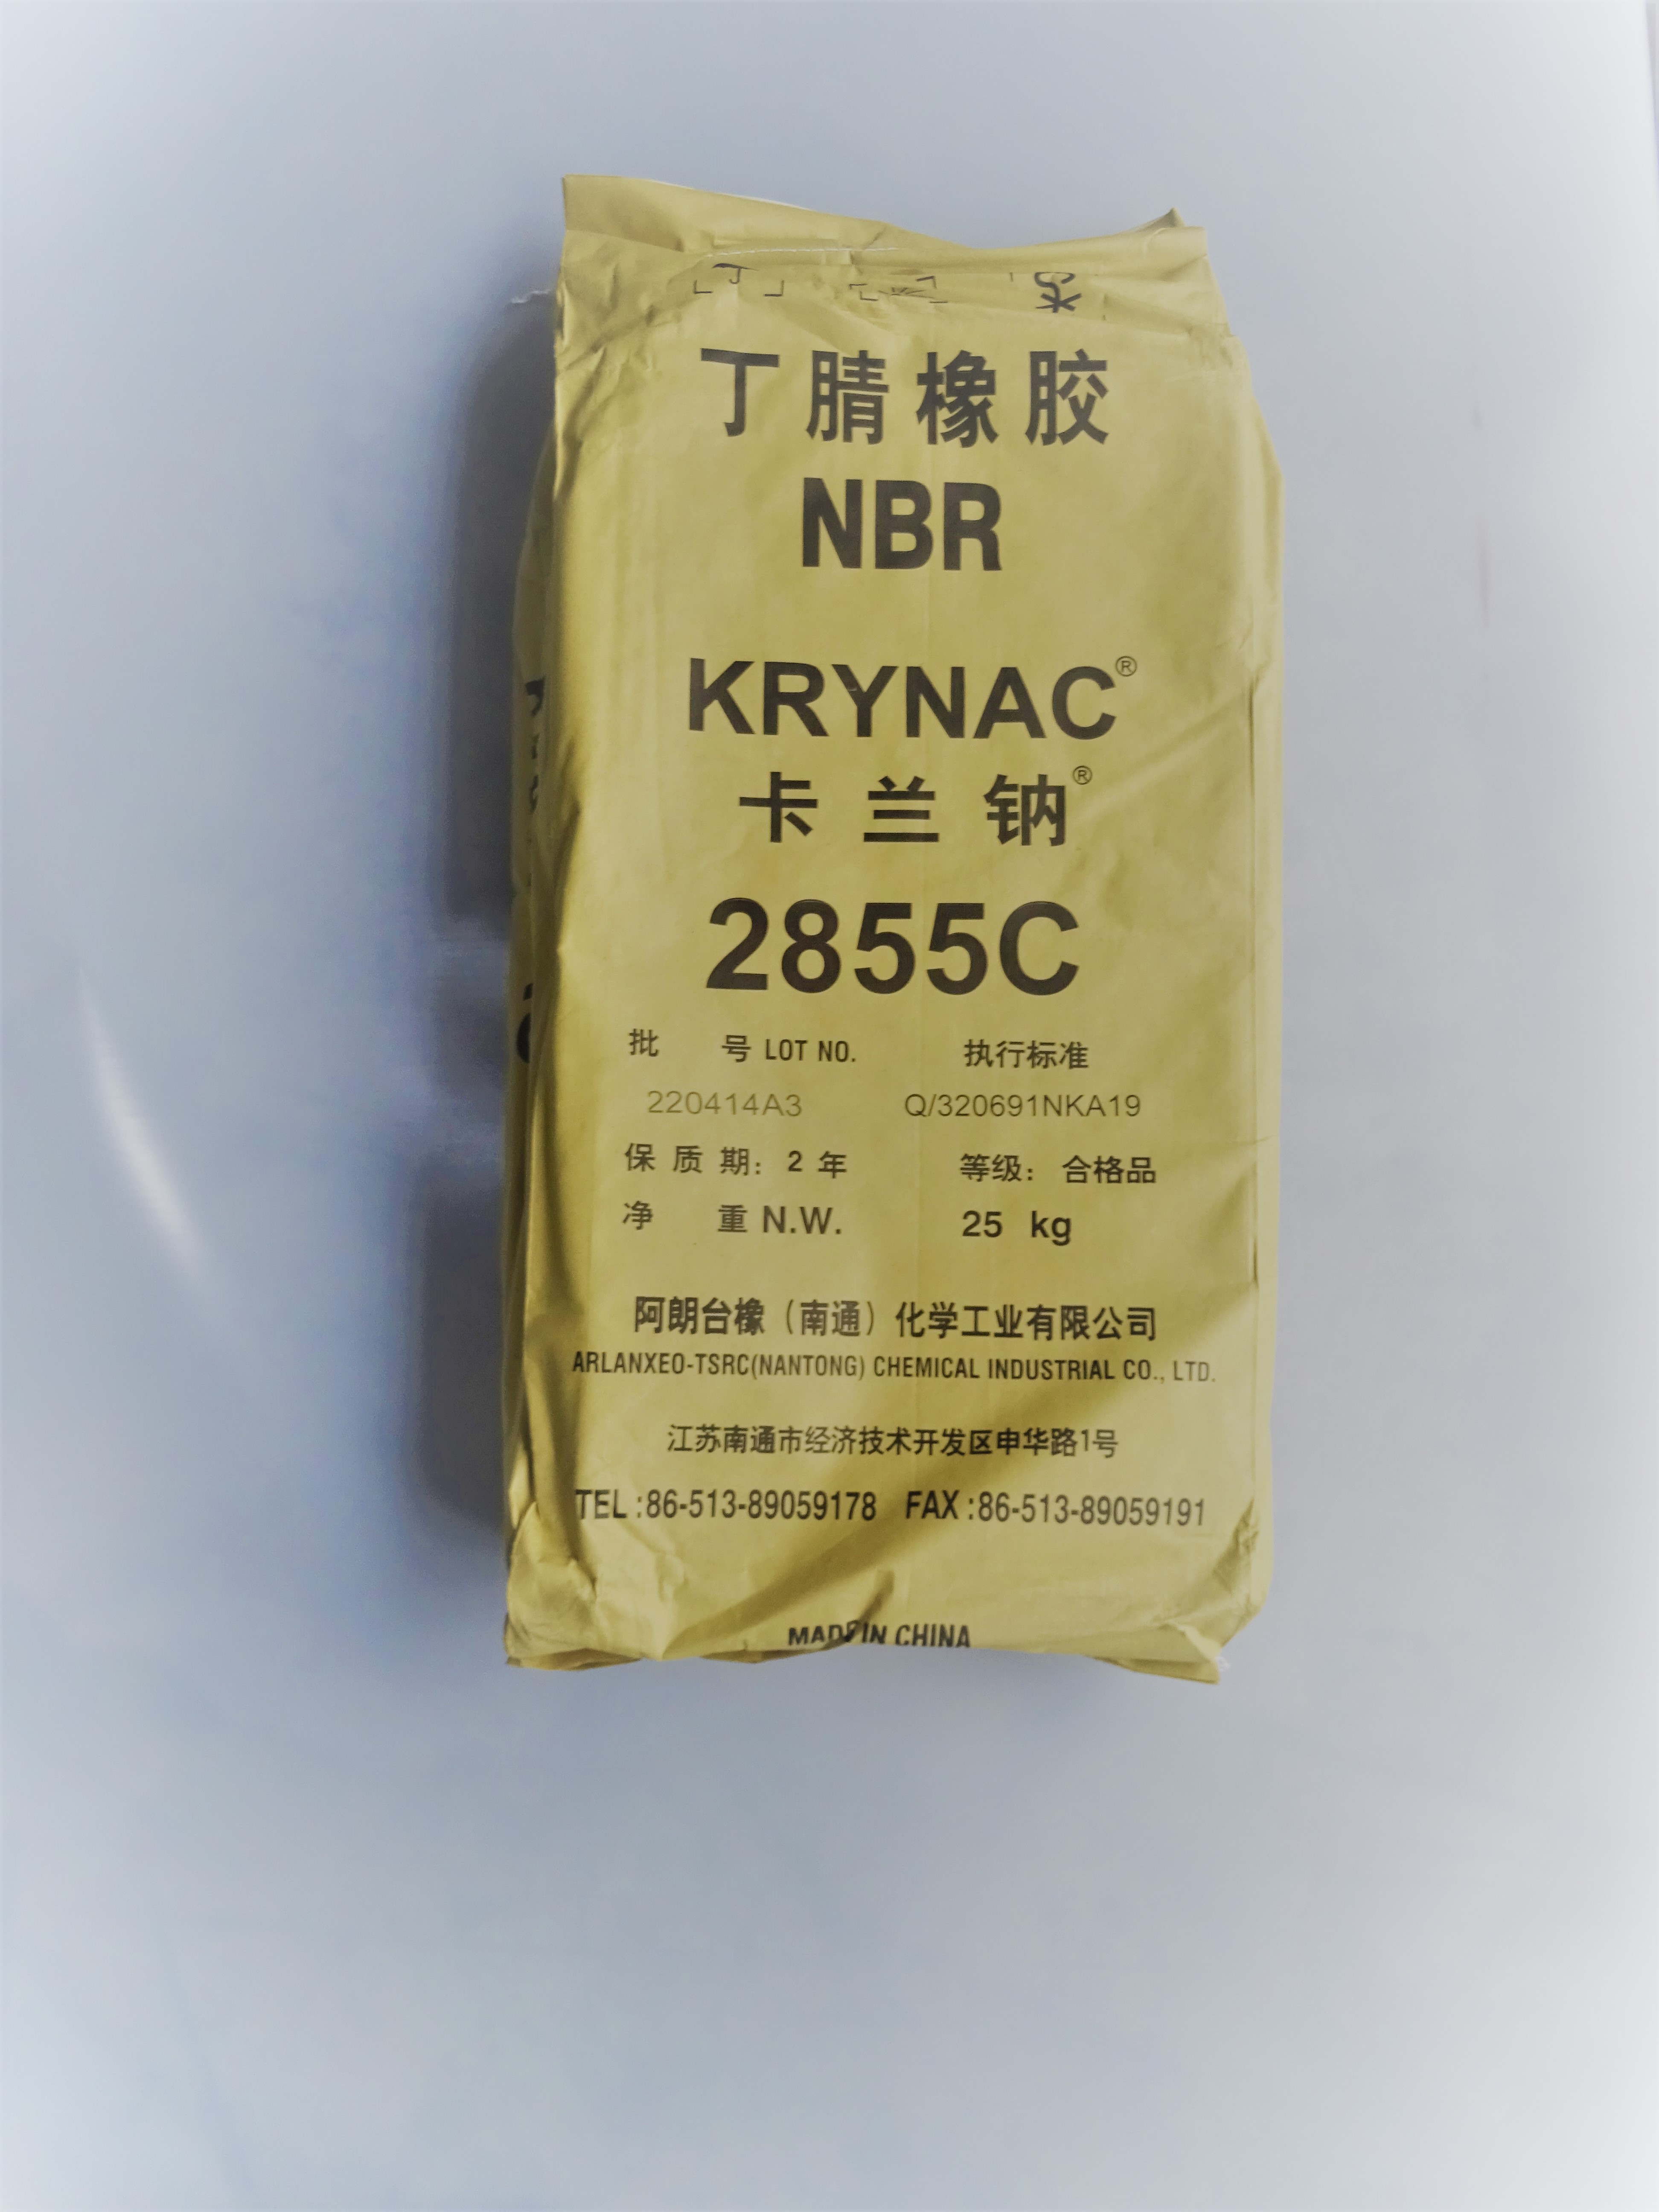 丁腈橡胶
NBR
KRYNAC®
卡兰钠®
2855C
批 号 LOT NO. 执行标准
220414A3 Q/320691NKA19
保质期: 2 年 等级: 合格品
净 重 N.W. 25 kg
阿朗台橡（南通）化学工业有限公司
ARLANXEO-TSRC(NANTONG) CHEMICAL INDUSTRIAL CO., LTD.
江苏南通市经济技术开发区申华路1号
TEL :86-513-89059178 FAX :86-513-89059191
MADE IN CHINA